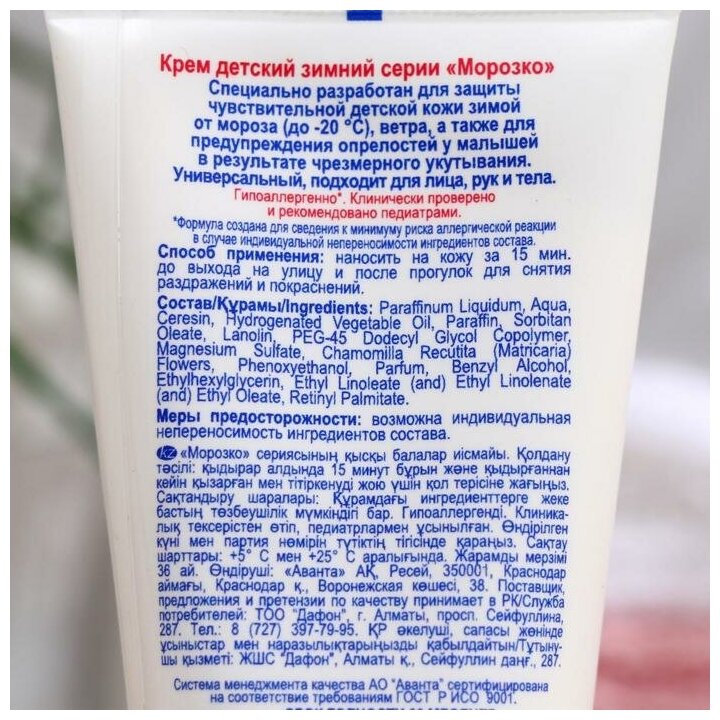 Крем детский зимний серии «Морозко»
Специально разработан для защиты
чувствительной детской кожи зимой
от мороза (до -20 °С), ветра, а также для
предупреждения опрелостей у малышей
в результате чрезмерного укутывания.
Универсальный, подходит для лица, рук и тела.
Гипоаллергенно*. Клинически проверено
и рекомендовано педиатрами.
*Формула создана для сведения к минимуму риска аллергической реакции
в случае индивидуальной непереносимости ингредиентов состава.
Способ применения: наносить на кожу за 15 мин.
до выхода на улицу и после прогулок для снятия
раздражений и покраснений.
Состав/Құрамы/Ingredients: Paraffinum Liquidum, Aqua,
Ceresin, Hydrogenated Vegetable Oil, Paraffin, Sorbitan
Oleate, Lanolin, PEG-45 Dodecyl Glycol Copolymer,
Magnesium Sulfate, Chamomilla Recutita (Matricaria)
Flowers, Phenoxyethanol, Parfum, Benzyl Alcohol,
Ethylhexylglycerin, Ethyl Linoleate (and) Ethyl Linolenate
(and) Ethyl Oleate, Retinyl Palmitate.
Меры предосторожности: возможна индивидуальная
непереносимость ингредиентов состава.
KZ «Морозко» сериясының қысқы балалар иісмайы. Қолдану
тәсілі: қыдырар алдында 15 минут бұрын және қыдырғаннан
кейін қызарған мен тітіркенуді жою үшін қол терісіне жағыңыз.
Сақтандыру шаралары: Құрамдағы ингредиенттерге жеке
бастың төзбеушілік мүмкіндігі бар. Гипоаллергенді. Клиника-
лық тексерістен өтіп, педиатрлармен ұсынылған. Өндірілген
күні мен партия нөмірін түтіктің тігісінде қараңыз. Сақтау
шарттары: +5° С мен +25° С аралығында. Жарамды мерзімі
36 ай. Өндіруші: «Аванта» АҚ, Ресей, 350001, Краснодар
аймағы, Краснодар қ., Воронежская көшесі, 38. Поставщик,
предложения и претензии по качеству принимает в РК/Служба
потребителей: ТОО "Дафон", г. Алматы, просп. Сейфуллина,
287. Тел.: 8 (727) 397-79-95. ҚР әкелуші, сапасы жөнінде
ұсыныстар мен наразылықтарыңызды қабылдайтын/Тұтыну-
шы қызметі: ЖШС "Дафон", Алматы қ., Сейфуллин даңғ., 287.
Система менеджмента качества АО "Аванта" сертифицирована
на соответствие требованиям ГОСТ Р ИСО 9001.